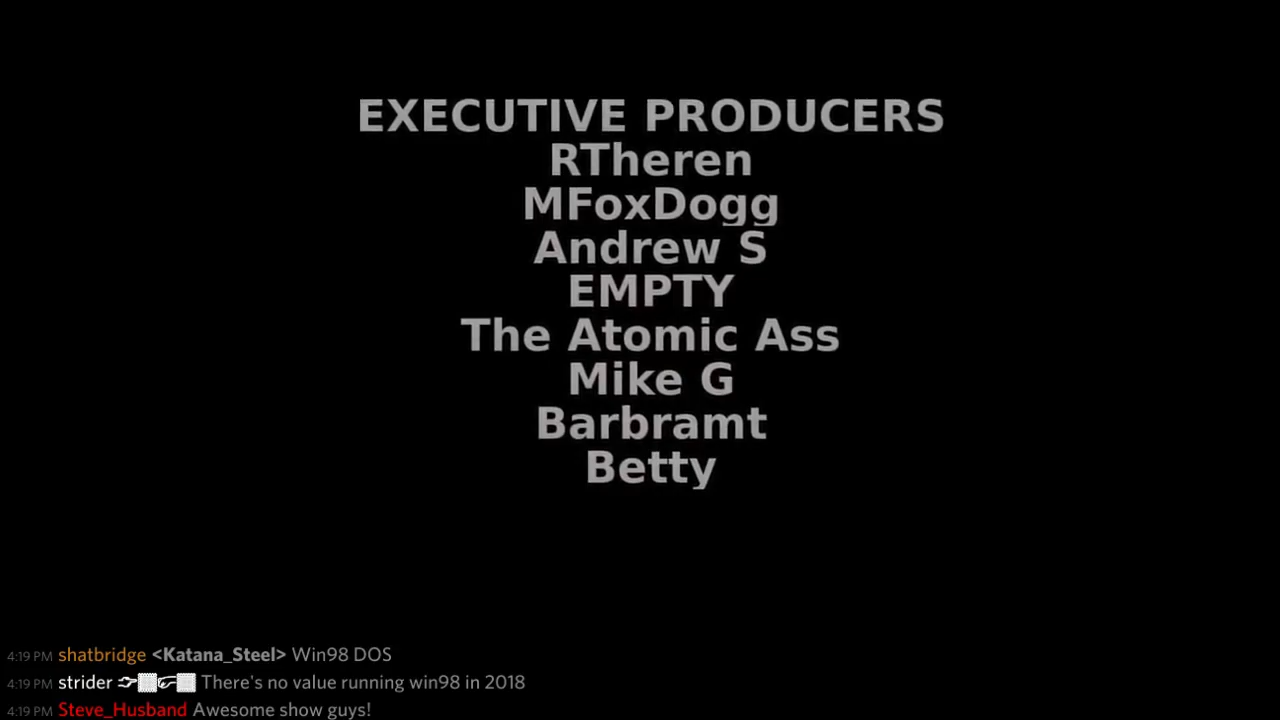 EXECUTIVE PRODUCERS
RTheren
MFoxDogg
Andrew S
EMPTY
The Atomic Ass
Mike G
Barbramt
Betty
4:19 PM shatbridge <Katana_Steel> Win98 DOS
4:19 PM strider There's no value running win98 in 2018
4:19 PM Steve_Husband Awesome show guys!